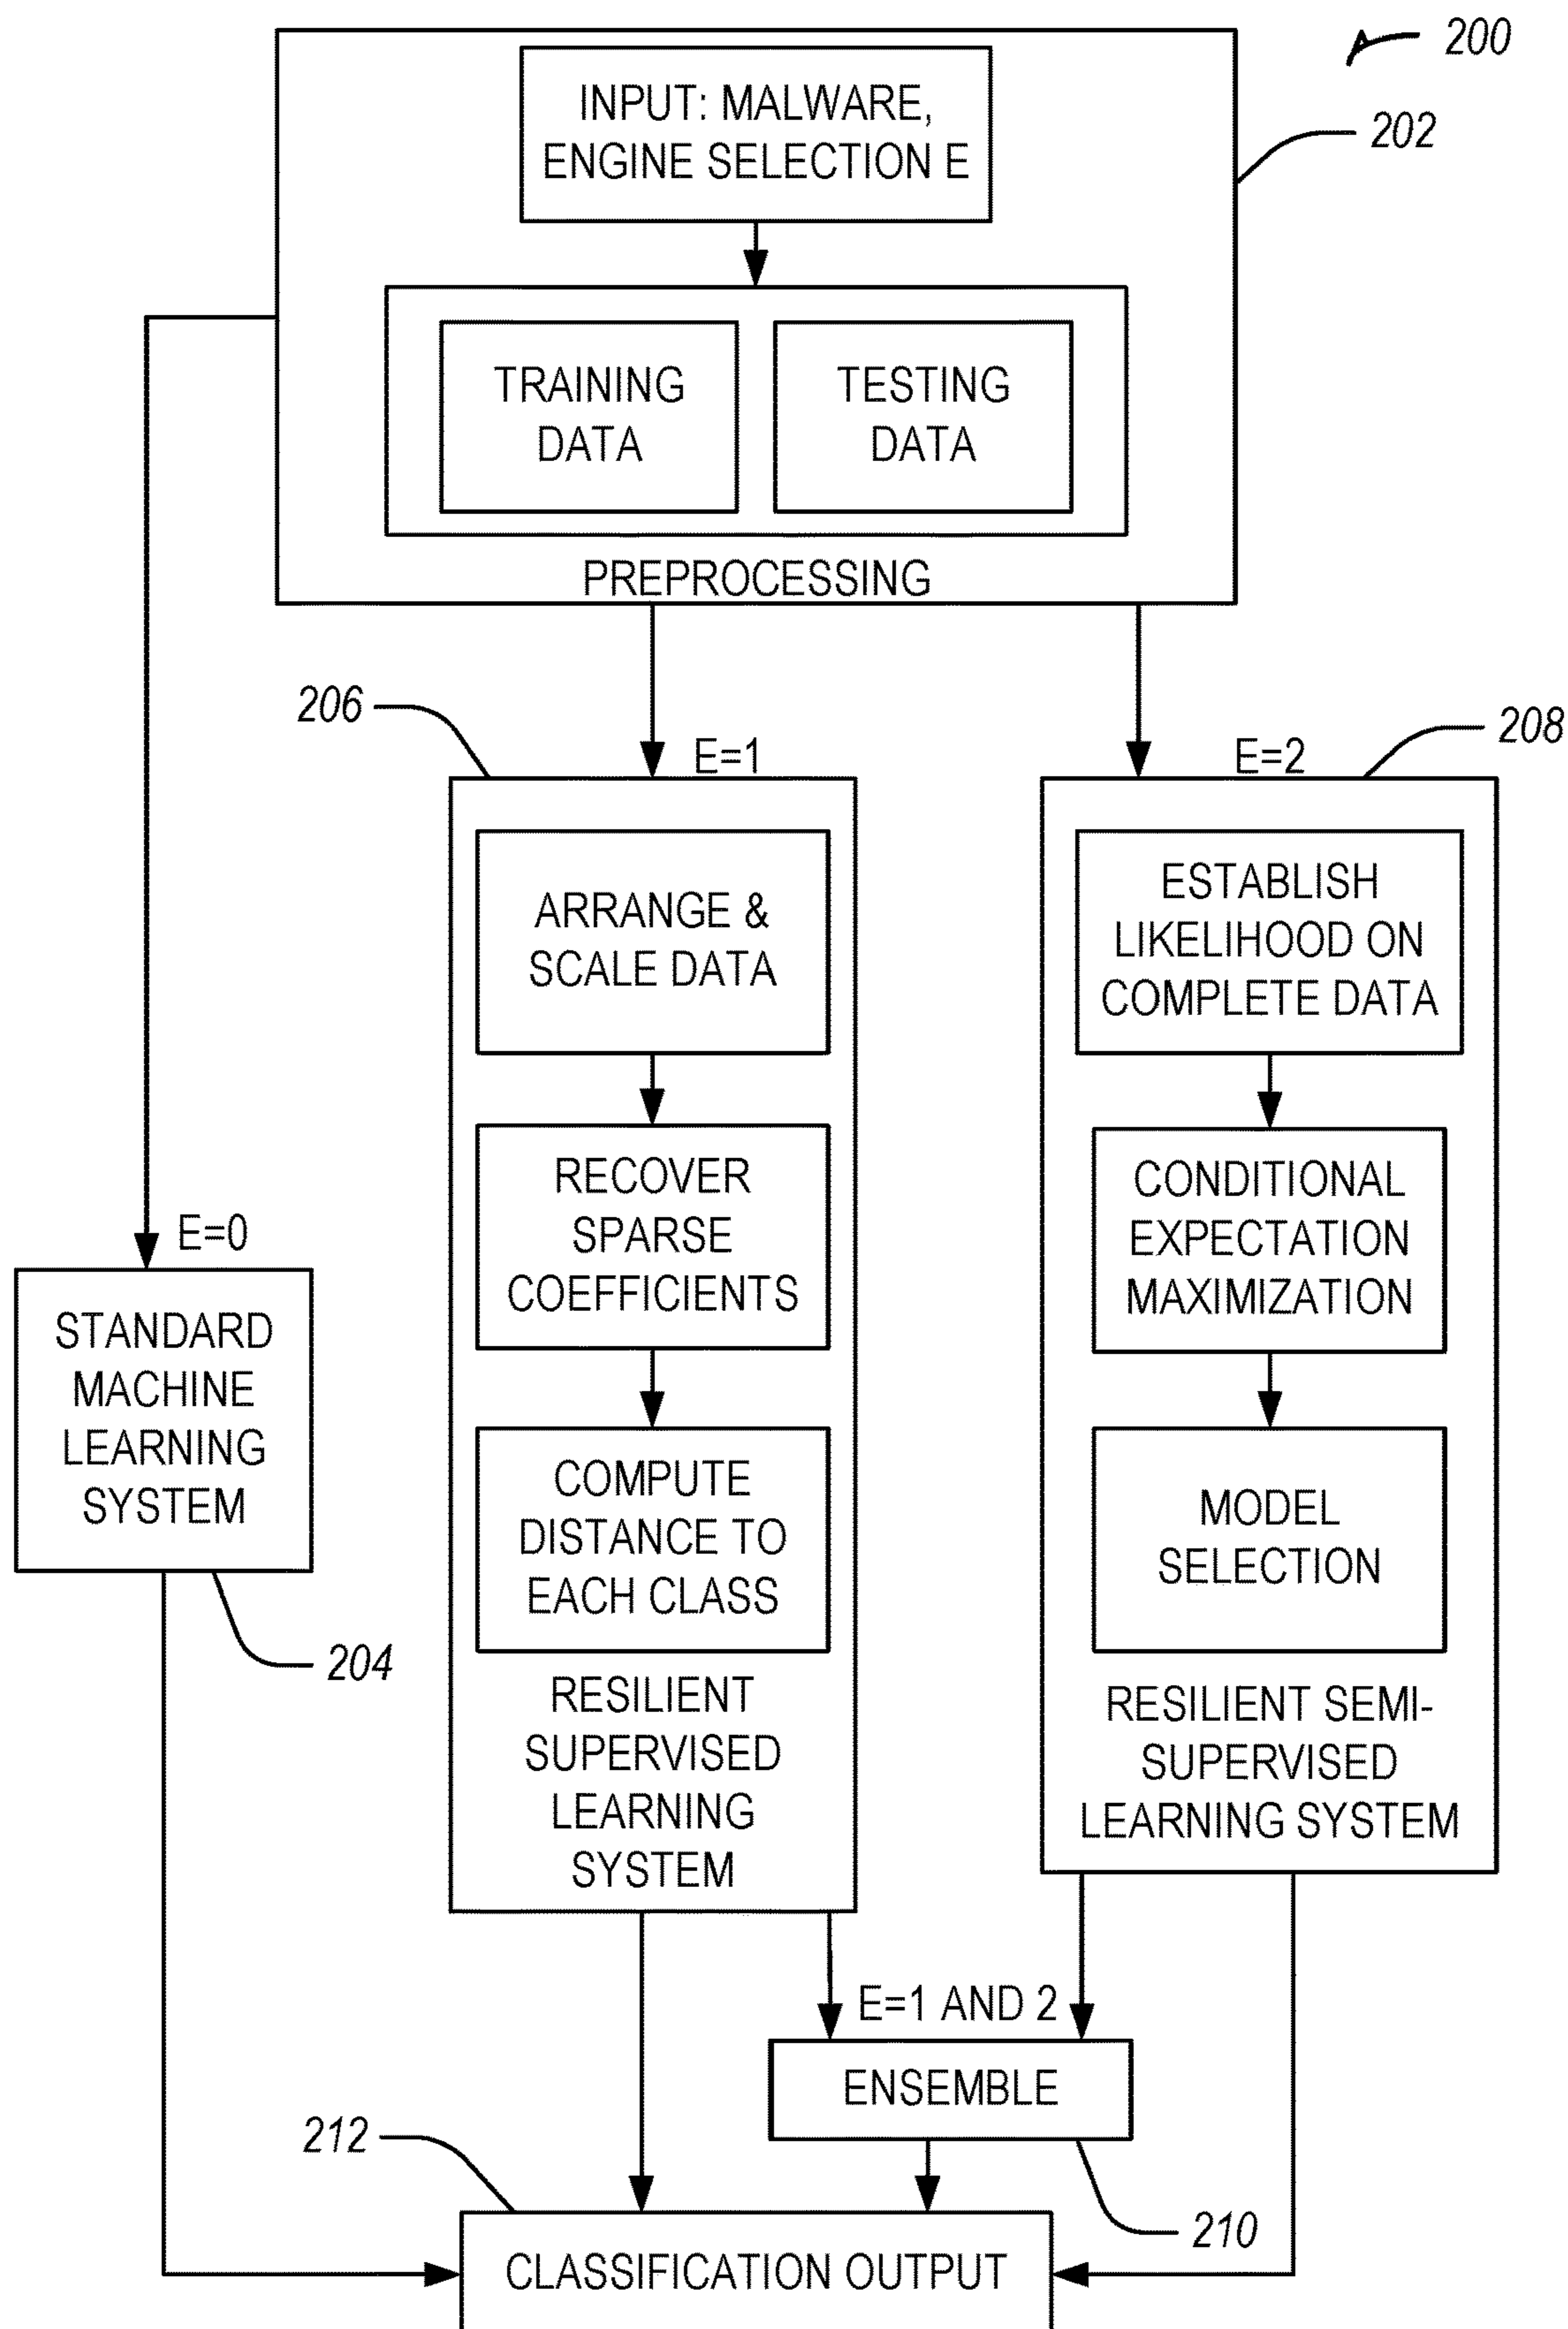 200
202
INPUT: MALWARE,
ENGINE SELECTION E
TRAINING
DATA
TESTING
DATA
PREPROCESSING
206
E=1
E=2
208
ARRANGE &
SCALE DATA
RECOVER
SPARSE
COEFFICIENTS
COMPUTE
DISTANCE TO
EACH CLASS
RESILIENT
SUPERVISED
LEARNING
SYSTEM
ESTABLISH
LIKELIHOOD ON
COMPLETE DATA
CONDITIONAL
EXPECTATION
MAXIMIZATION
MODEL
SELECTION
RESILIENT SEMI-
SUPERVISED
LEARNING SYSTEM
E=0
STANDARD
MACHINE
LEARNING
SYSTEM
204
E=1 AND 2
ENSEMBLE
212
210
CLASSIFICATION OUTPUT